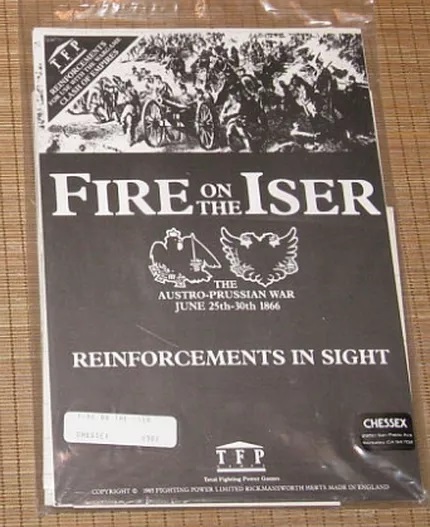 TFP
REINFORCEMENTS
CLASH OF EMPIRES
FIRE ON THE ISER
THE
AUSTRO-PRUSSIAN WAR
JUNE 25th-30th 1866
REINFORCEMENTS IN SIGHT
FIRE ON THE
CHESSEX
CHESSEX
TFP
Total Fighting Power Games
COPYRIGHT © 1985 FIGHTING POWER LIMITED RICKMANSWORTH HERTS MADE IN ENGLAND